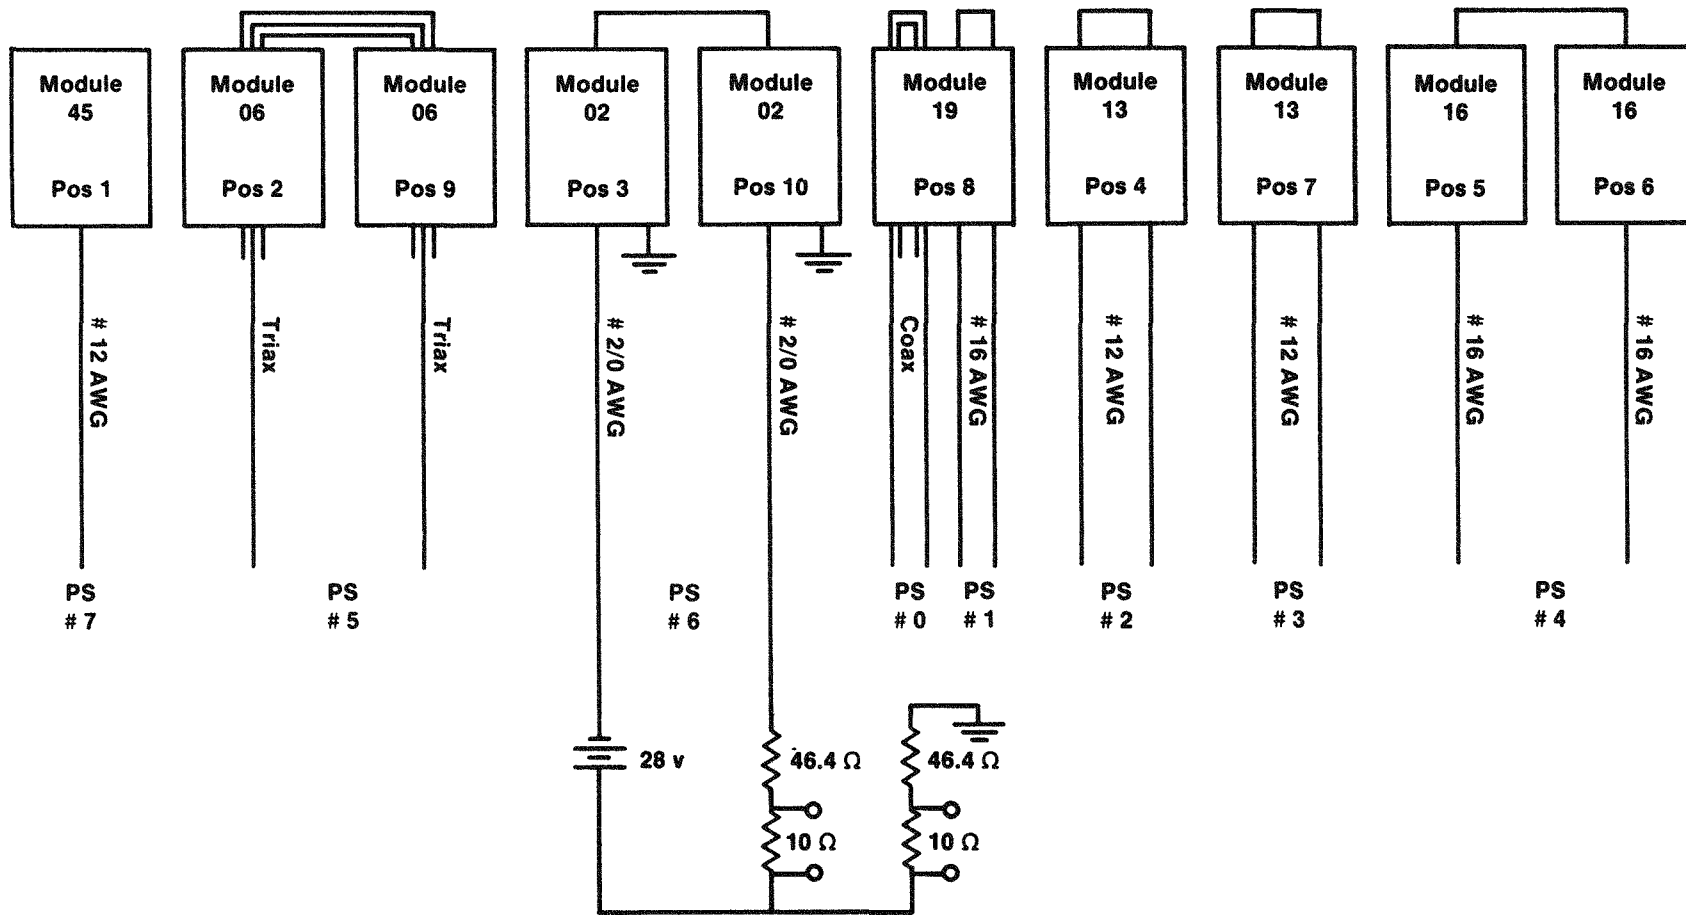 Module
45
Pos 1
Module
06
Pos 2
Module
06
Pos 9
Module
02
Pos 3
Module
02
Pos 10
Module
19
Pos 8
Module
13
Pos 4
Module
13
Pos 7
Module
16
Pos 5
Module
16
Pos 6
# 12 AWG
Triax
Triax
# 2/0 AWG
# 2/0 AWG
Coax
# 16 AWG
# 12 AWG
# 12 AWG
# 16 AWG
# 16 AWG
PS
# 7
PS
# 5
PS
# 6
PS
# 0
PS
# 1
PS
# 2
PS
# 3
PS
# 4
28 v
46.4 Ω
46.4 Ω
10 Ω
10 Ω